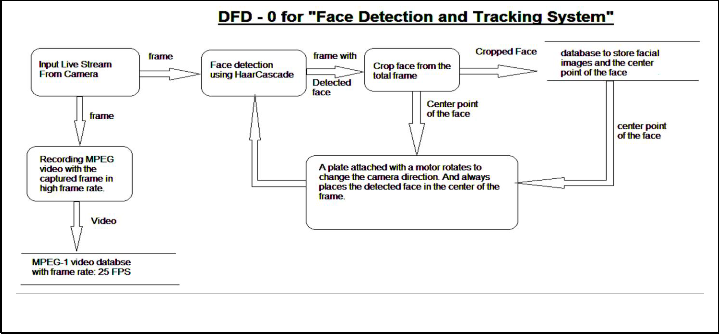 DFD - 0 for "Face Detection and Tracking System"
Input Live Stream
From Camera
frame
Face detection
using HaarCascade
frame with
Detected
face
Crop face from the
total frame
Cropped Face
database to store facial
images and the center
point of the face
frame
Center point
of the face
center point
of the face
Recording MPEG
video with the
captured frame in
high frame rate.
A plate attached with a motor rotates to
change the camera direction. And always
places the detected face in the center of the
frame.
Video
MPEG-1 video databse
with frame rate: 25 FPS